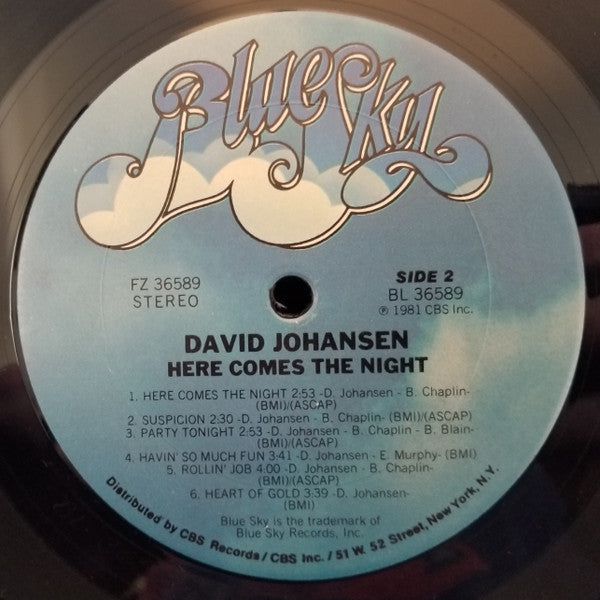 Blue Sky
FZ 36589
STEREO
SIDE 2
BL 36589
℗ 1981 CBS Inc.
DAVID JOHANSEN
HERE COMES THE NIGHT
1. HERE COMES THE NIGHT 2:53 -D. Johansen - B. Chaplin-
(BMI)/(ASCAP)
2. SUSPICION 2:30 -D. Johansen - B. Chaplin- (BMI)/(ASCAP)
3. PARTY TONIGHT 2:53 -D. Johansen - B. Chaplin - B. Blain-
(BMI)/(ASCAP)
4. HAVIN' SO MUCH FUN 3:41 -D. Johansen - E. Murphy- (BMI)
5. ROLLIN' JOB 4:00 -D. Johansen - B. Chaplin-
(BMI)/(ASCAP)
6. HEART OF GOLD 3:39 -D. Johansen-
(BMI)
Blue Sky is the trademark of
Blue Sky Records, Inc.
Distributed by CBS Records / CBS Inc. / 51 W. 52 Street, New York, N.Y.